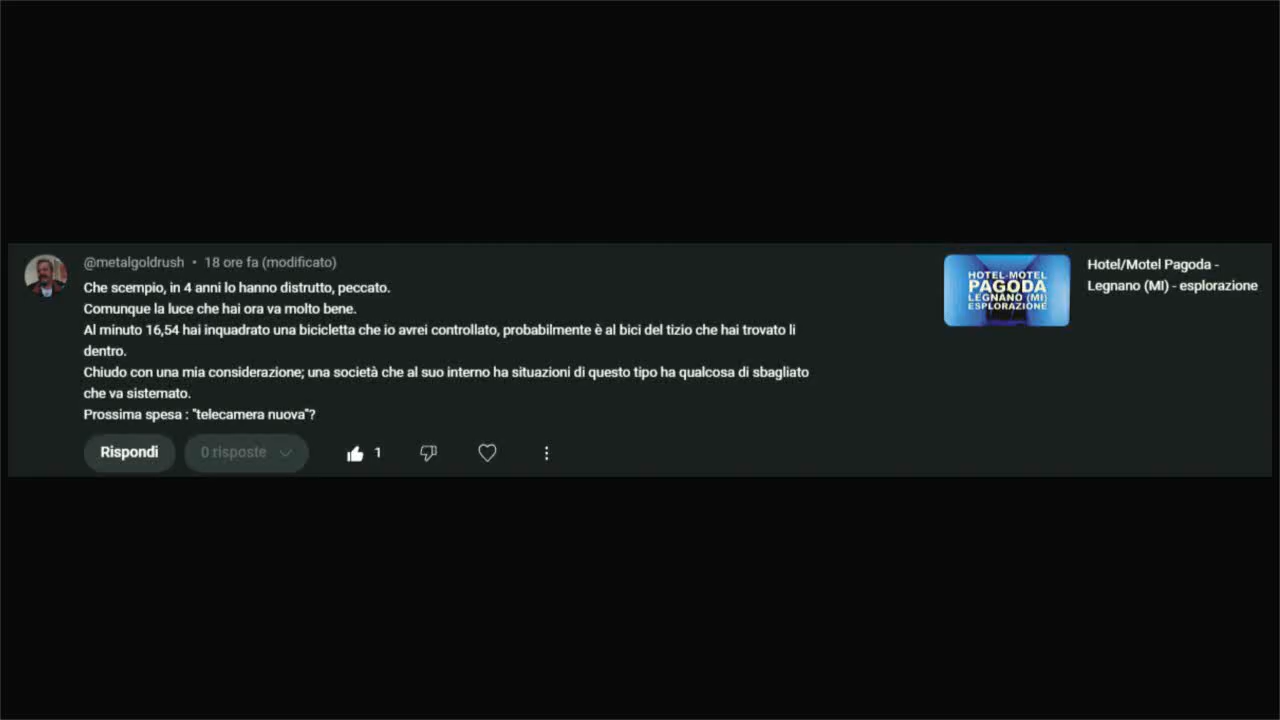 @metalgoldrush • 18 ore fa (modificato)
Che scempio, in 4 anni lo hanno distrutto, peccato.
Comunque la luce che hai ora va molto bene.
Al minuto 16,54 hai inquadrato una bicicletta che io avrei controllato, probabilmente è al bici del tizio che hai trovato li
dentro.
Chiudo con una mia considerazione; una società che al suo interno ha situazioni di questo tipo ha qualcosa di sbagliato
che va sistemato.
Prossima spesa : "telecamera nuova"?
Rispondi
0 risposte
1
HOTEL-MOTEL
PAGODA
LEGNANO (MI)
ESPLORAZIONE
Hotel/Motel Pagoda -
Legnano (MI) - esplorazione